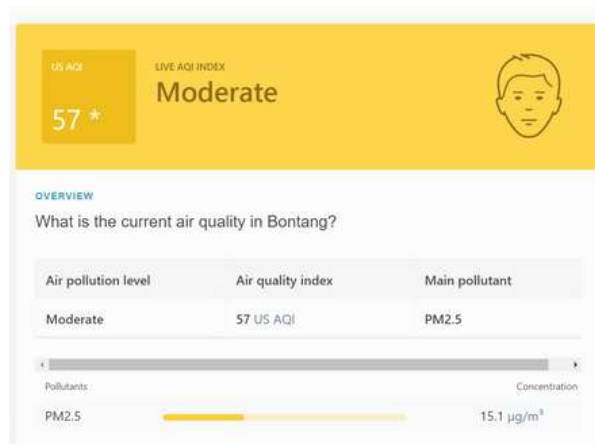 US AQI
LIVE AQI INDEX
Moderate
57 *
OVERVIEW
What is the current air quality in Bontang?
Air pollution level Air quality index Main pollutant
Moderate 57 US AQI PM2.5
Pollutants Concentration
PM2.5 15.1 µg/m³